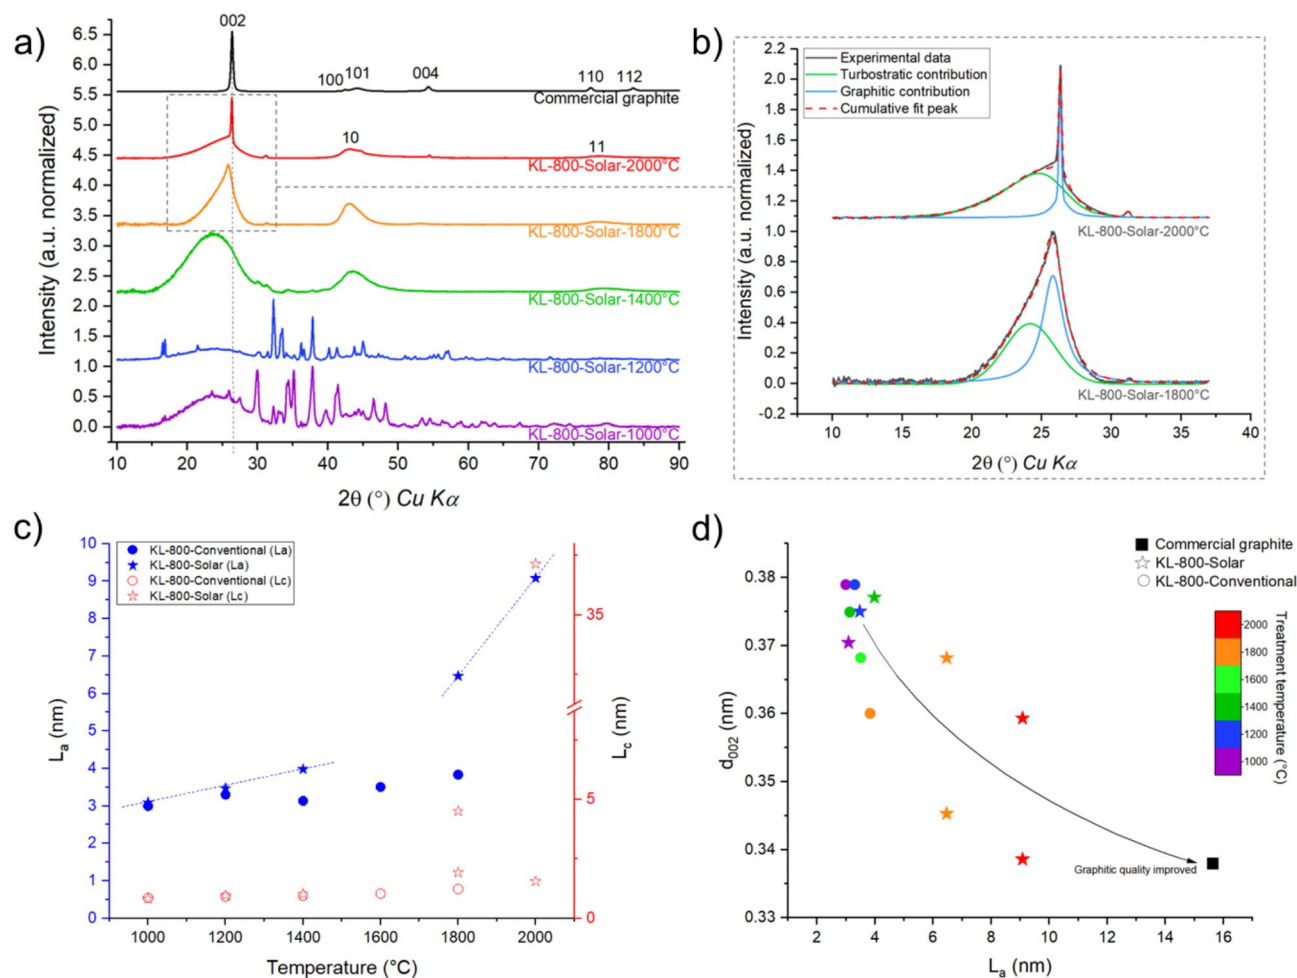 a)
Intensity (a.u. normalized)
6.5
6.0
5.5
5.0
4.5
4.0
3.5
3.0
2.5
2.0
1.5
1.0
0.5
0.0
002
100
101
004
110
112
Commercial graphite
10
11
KL-800-Solar-2000°C
KL-800-Solar-1800°C
KL-800-Solar-1400°C
KL-800-Solar-1200°C
KL-800-Solar-1000°C
10 20 30 40 50 60 70 80 90
2θ (°) Cu Kα
b)
Intensity (a.u. normalized)
2.2
2.0
1.8
1.6
1.4
1.2
1.0
0.8
0.6
0.4
0.2
0.0
-0.2
Experimental data
Turbostratic contribution
Graphitic contribution
Cumulative fit peak
KL-800-Solar-2000°C
KL-800-Solar-1800°C
10 15 20 25 30 35 40
2θ (°) Cu Kα
c)
La (nm)
10
9
8
7
6
5
4
3
2
1
0
KL-800-Conventional (La)
KL-800-Solar (La)
KL-800-Conventional (Lc)
KL-800-Solar (Lc)
35
5
0
Lc (nm)
1000 1200 1400 1600 1800 2000
Temperature (°C)
d)
d002 (nm)
0.38
0.37
0.36
0.35
0.34
0.33
Commercial graphite
KL-800-Solar
KL-800-Conventional
2000
1800
1600
1400
1200
1000
Treatment temperature (°C)
Graphitic quality improved
2 4 6 8 10 12 14 16
La (nm)